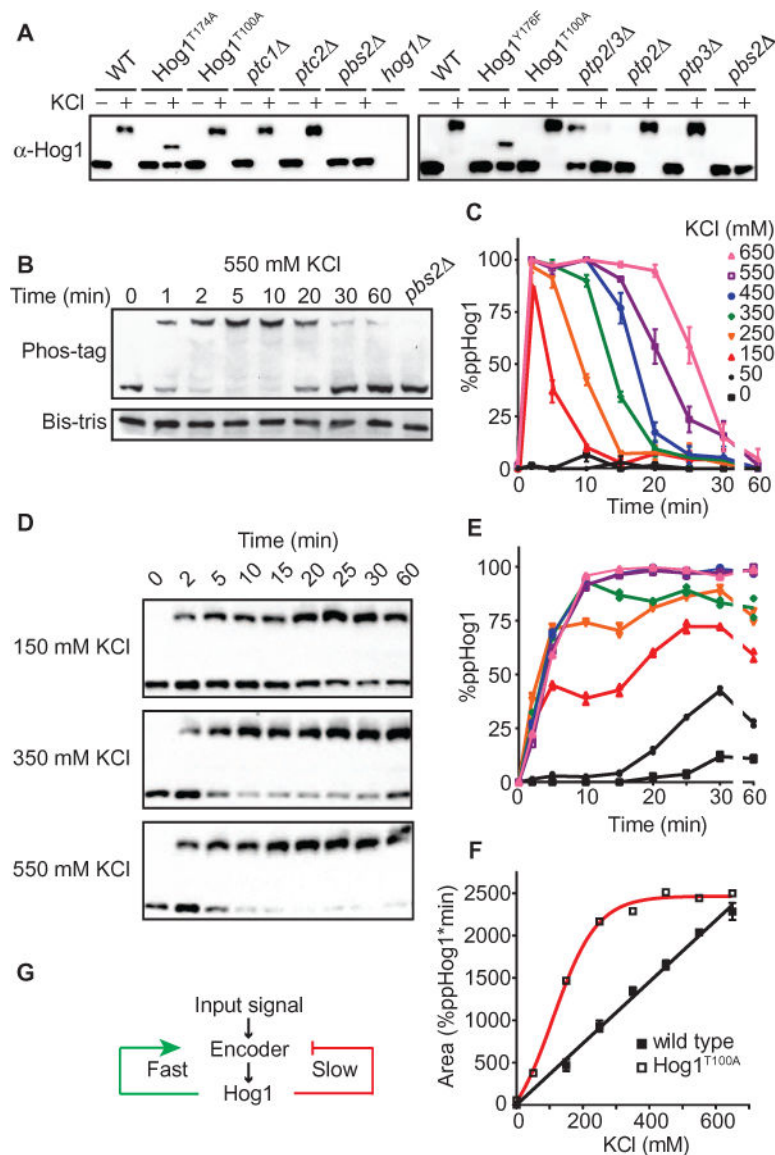 A
WT
Hog1T174A
Hog1T100A
ptc1Δ
ptc2Δ
pbs2Δ
hog1Δ
WT
Hog1Y176F
Hog1T100A
ptp2/3Δ
ptp2Δ
ptp3Δ
pbs2Δ
KCl
− + − + − + − + − + − + −
− + − + − + − + − + − + − +
α-Hog1
B
550 mM KCl
Time (min) 0 1 2 5 10 20 30 60 pbs2Δ
Phos-tag
Bis-tris
C
KCl (mM)
650
550
450
350
250
150
50
0
%ppHog1
100
75
50
25
0
0 10 20 30 60
Time (min)
D
Time (min)
0 2 5 10 15 20 25 30 60
150 mM KCl
350 mM KCl
550 mM KCl
E
%ppHog1
100
75
50
25
0
0 10 20 30 60
Time (min)
F
Area (%ppHog1*min)
2500
2000
1500
1000
500
0
0 200 400 600
KCl (mM)
wild type
Hog1T100A
G
Input signal
Encoder
Fast
Slow
Hog1